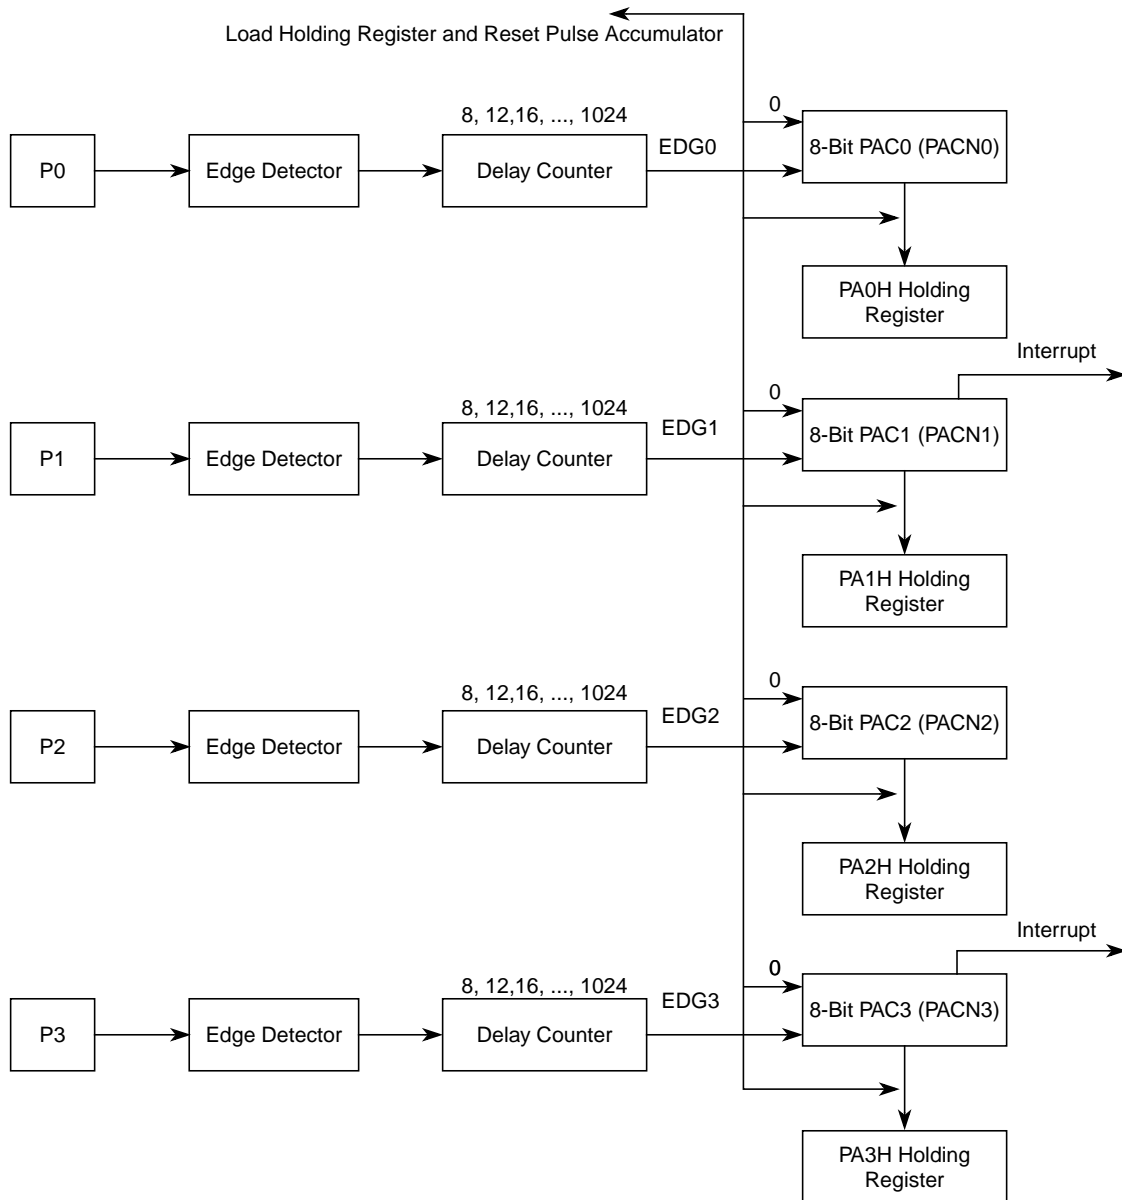 Load Holding Register and Reset Pulse Accumulator
8, 12,16, ..., 1024
0
P0
Edge Detector
Delay Counter
EDG0
8-Bit PAC0 (PACN0)
PA0H Holding
Register
Interrupt
8, 12,16, ..., 1024
0
P1
Edge Detector
Delay Counter
EDG1
8-Bit PAC1 (PACN1)
PA1H Holding
Register
8, 12,16, ..., 1024
0
P2
Edge Detector
Delay Counter
EDG2
8-Bit PAC2 (PACN2)
PA2H Holding
Register
Interrupt
8, 12,16, ..., 1024
0
P3
Edge Detector
Delay Counter
EDG3
8-Bit PAC3 (PACN3)
PA3H Holding
Register